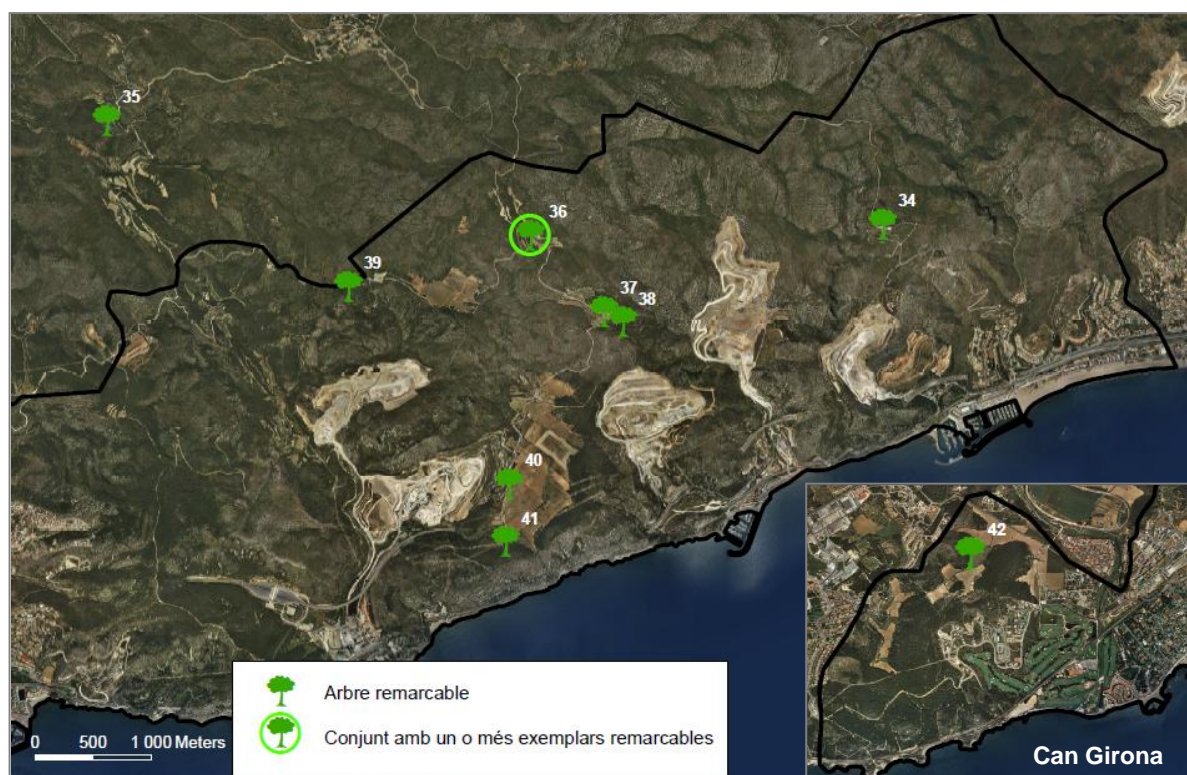 35
34
36
39
37
38
40
41
42
Arbre remarcable
Conjunt amb un o més exemplars remarcables
0 500 1 000 Meters
Can Girona